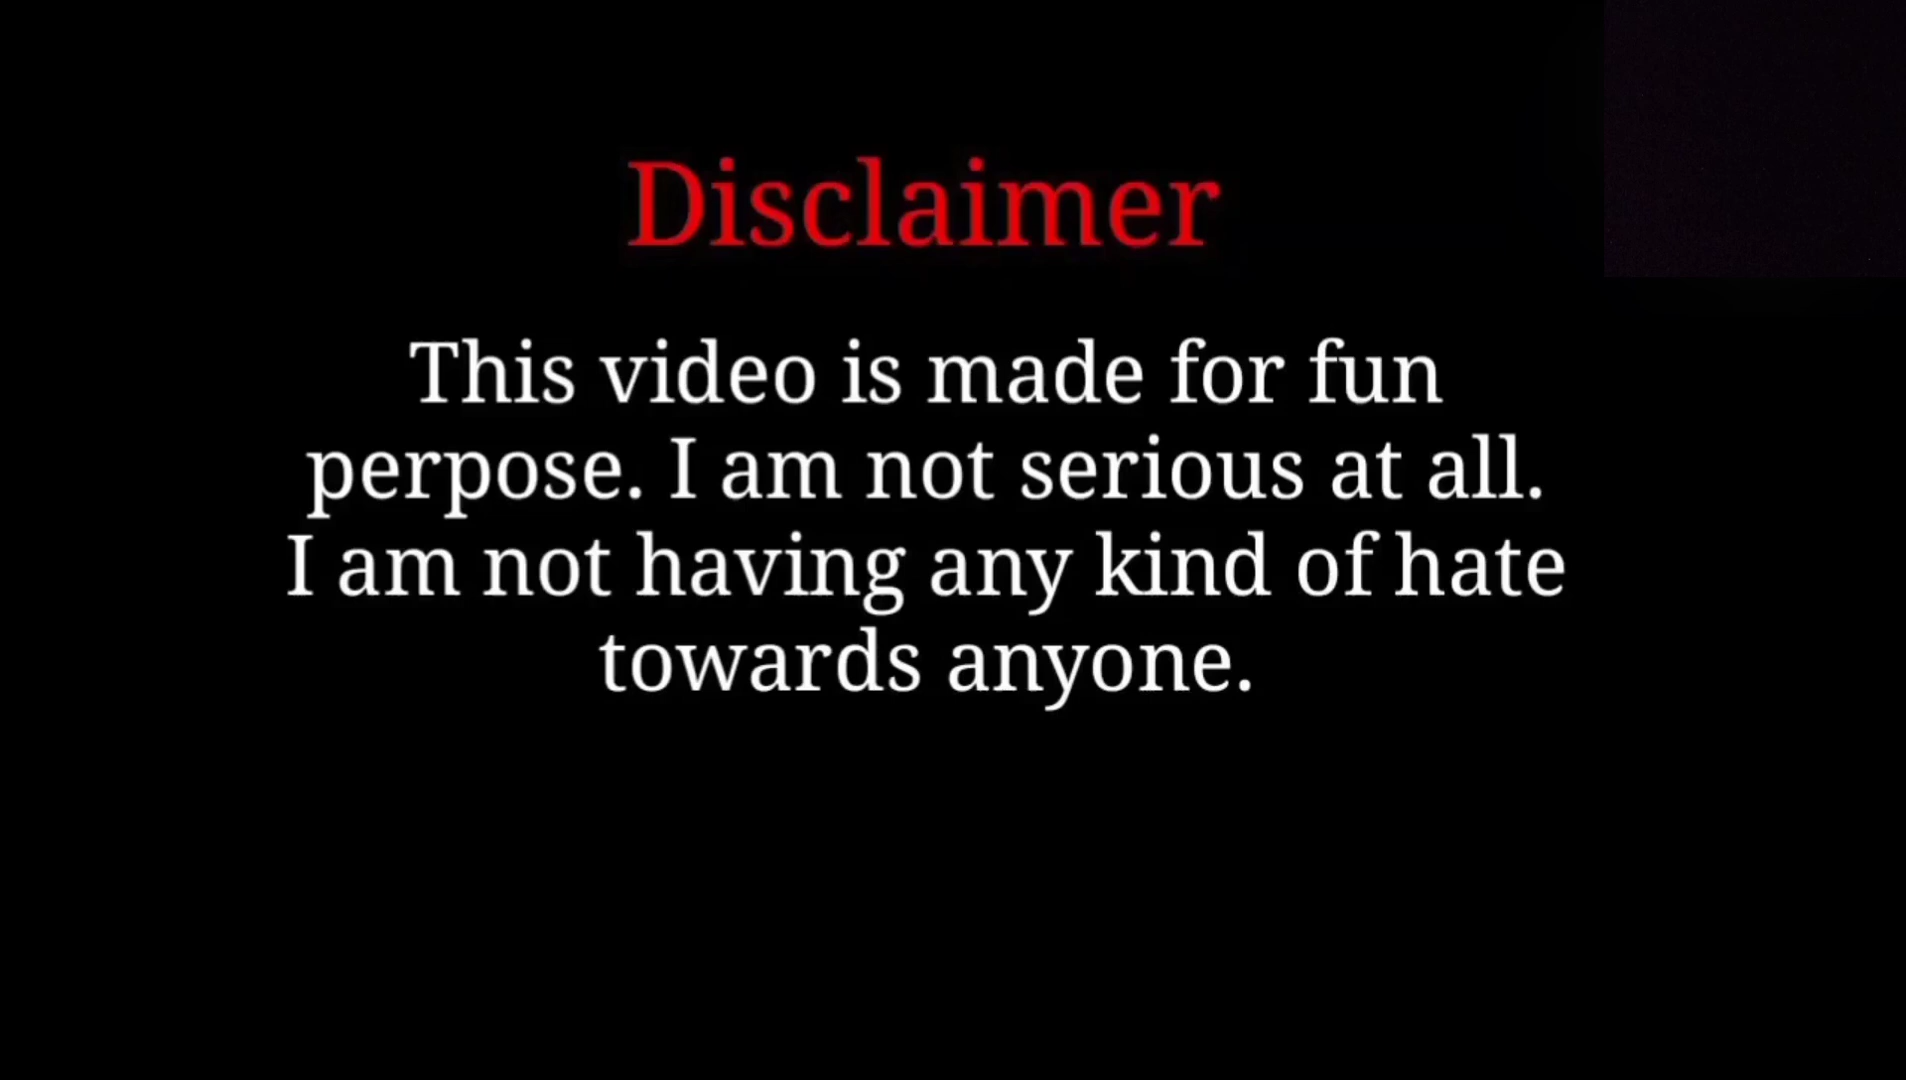 Disclaimer
This video is made for fun
perpose. I am not serious at all.
I am not having any kind of hate
towards anyone.